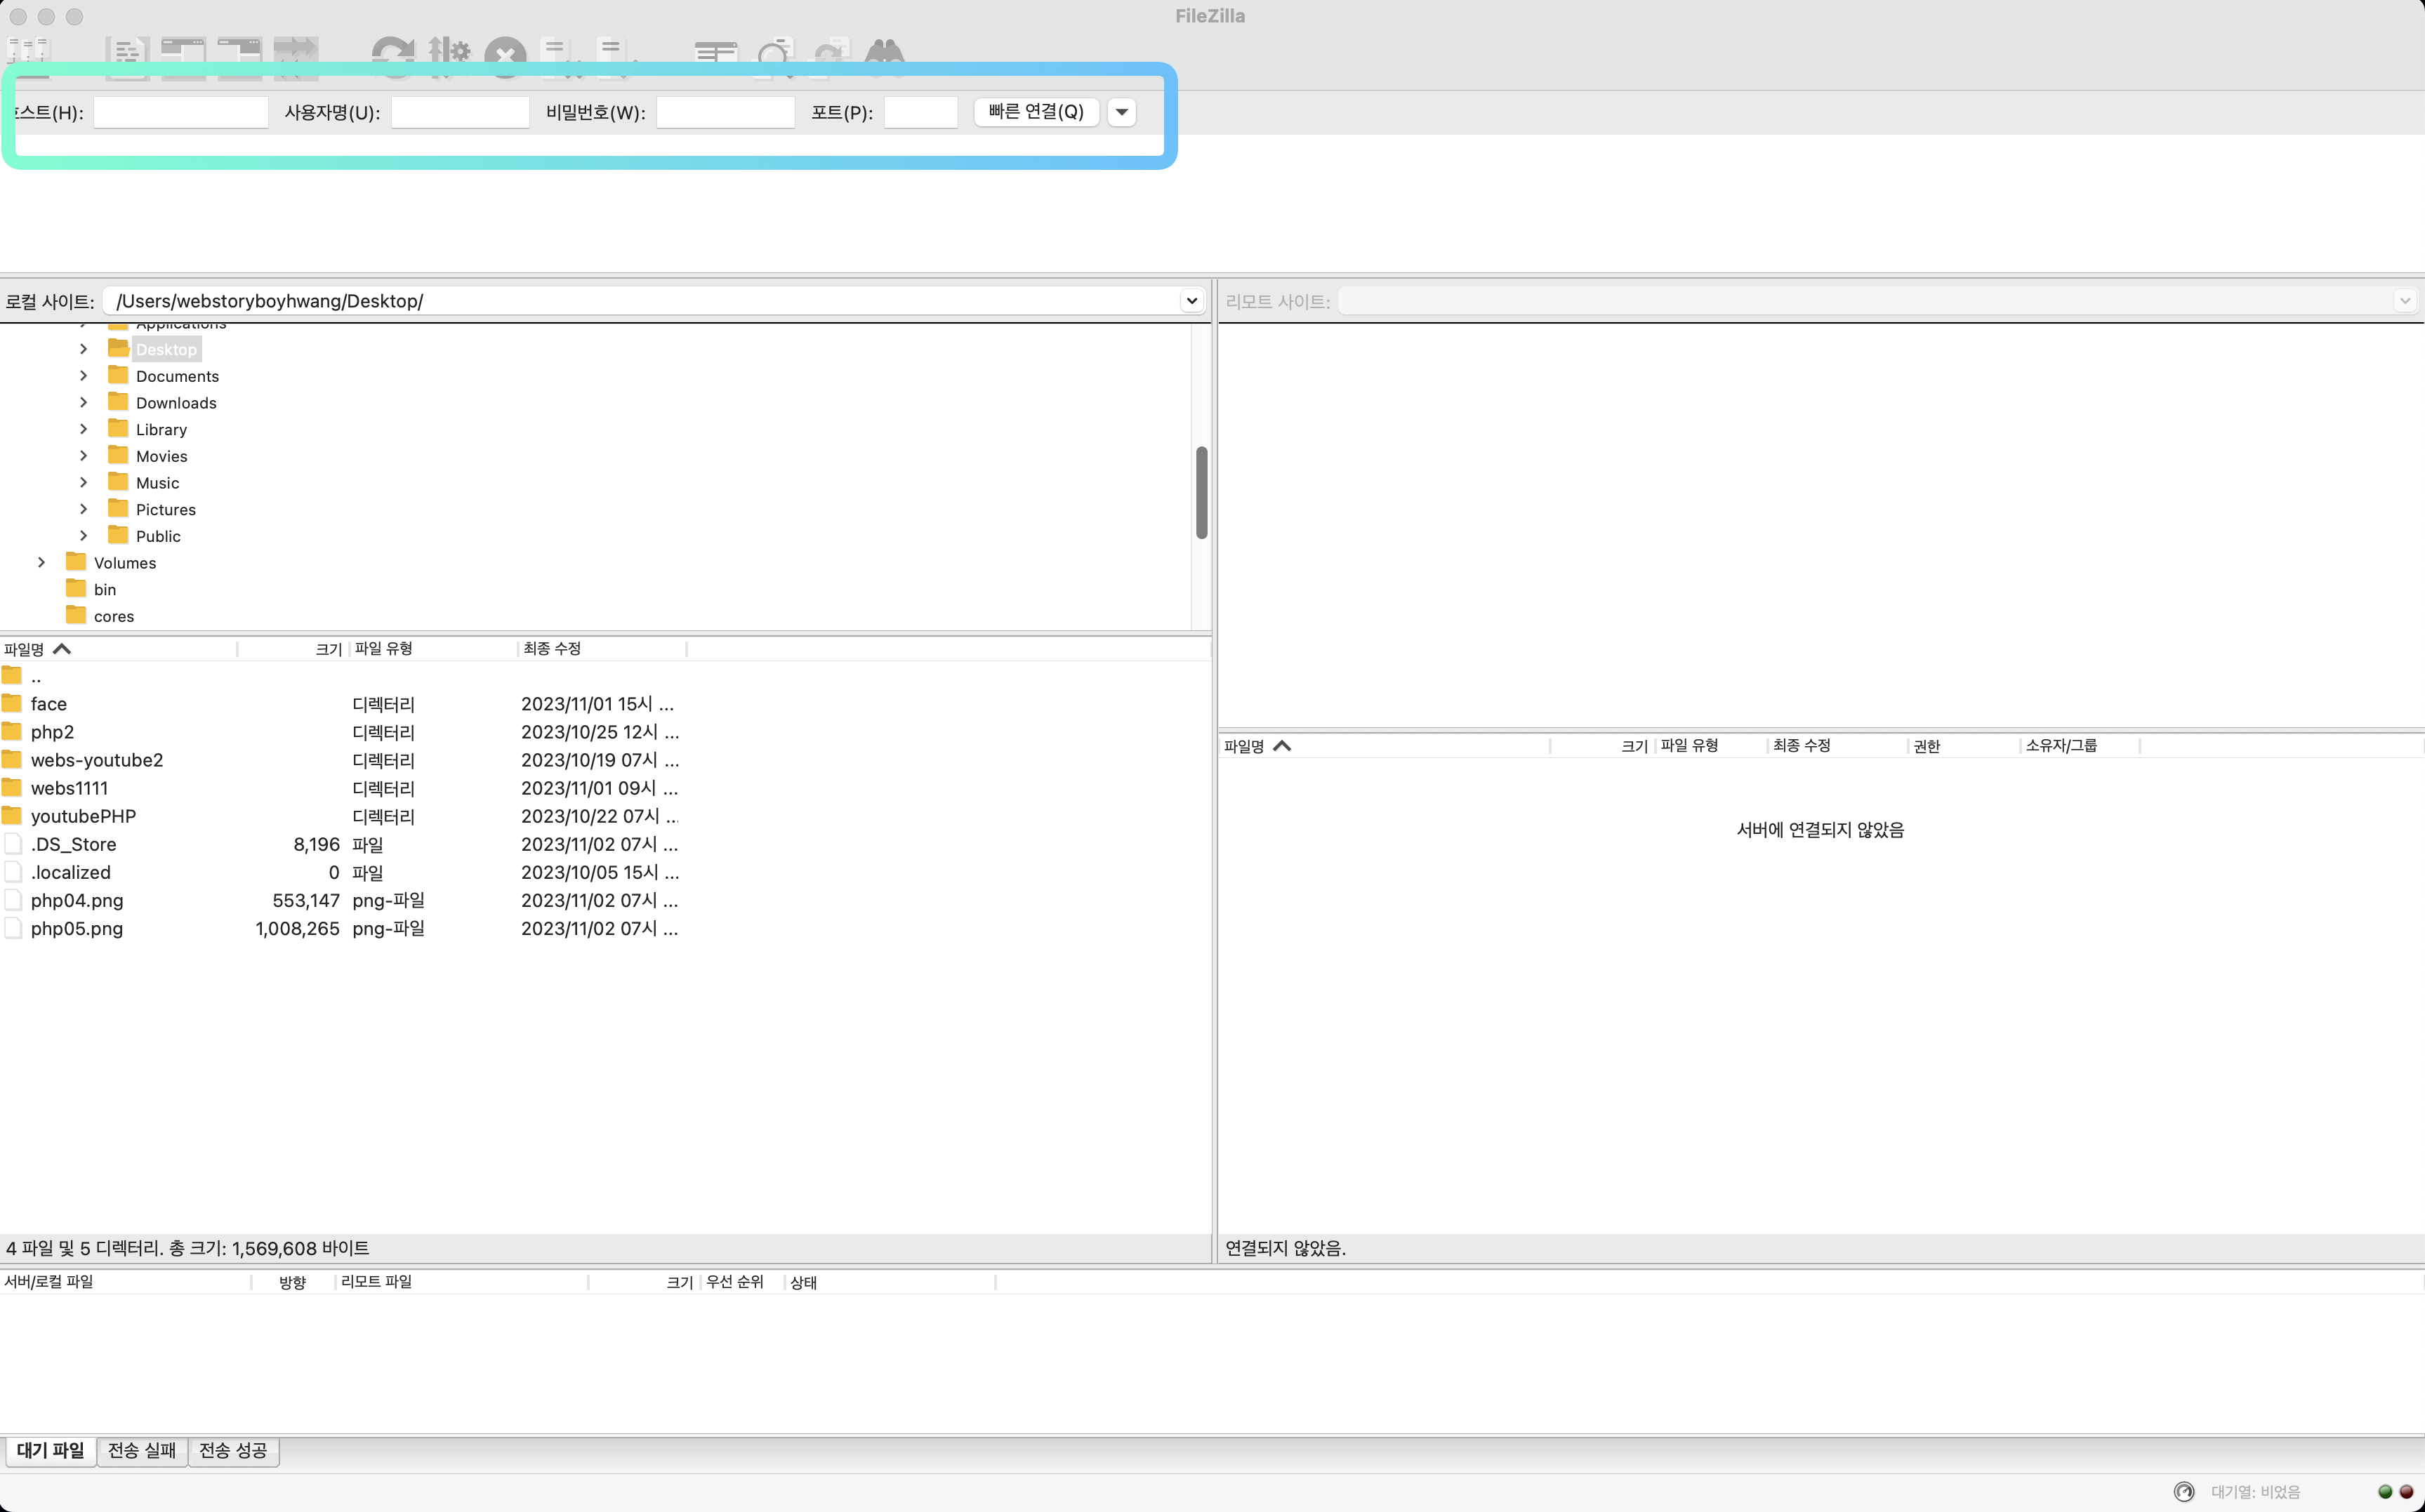 FileZilla
호스트(H): 사용자명(U): 비밀번호(W): 포트(P): 빠른 연결(Q)
로컬 사이트: /Users/webstoryboyhwang/Desktop/
리모트 사이트:
Applications
Desktop
Documents
Downloads
Library
Movies
Music
Pictures
Public
Volumes
bin
cores
파일명 크기 파일 유형 최종 수정
..
face 디렉터리 2023/11/01 15시 ...
php2 디렉터리 2023/10/25 12시 ...
webs-youtube2 디렉터리 2023/10/19 07시 ...
webs1111 디렉터리 2023/11/01 09시 ...
youtubePHP 디렉터리 2023/10/22 07시 ...
.DS_Store 8,196 파일 2023/11/02 07시 ...
.localized 0 파일 2023/10/05 15시 ...
php04.png 553,147 png-파일 2023/11/02 07시 ...
php05.png 1,008,265 png-파일 2023/11/02 07시 ...
4 파일 및 5 디렉터리. 총 크기: 1,569,608 바이트
파일명 크기 파일 유형 최종 수정 권한 소유자/그룹
서버에 연결되지 않았음
연결되지 않았음.
서버/로컬 파일 방향 리모트 파일 크기 우선 순위 상태
대기 파일 전송 실패 전송 성공
대기열: 비었음